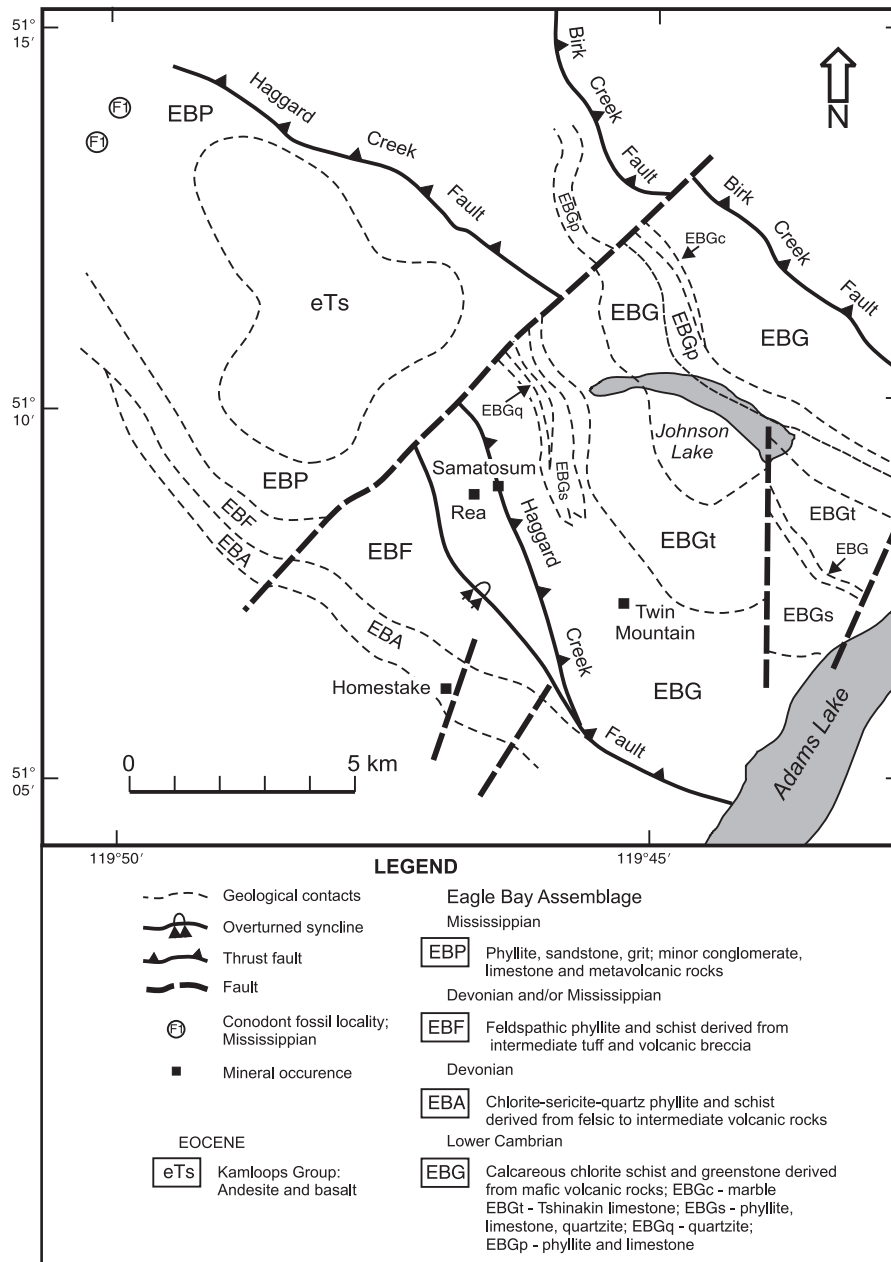 51°
15′
F1
F1
EBP
Haggard
Creek
Fault
Birk
Creek
Fault
Birk
Creek
Fault
N
EBGp
EBGc
eTs
EBG
EBGp
EBG
51°
10′
EBGq
Johnson
Lake
EBP
Samatosum
Rea
EBGs
Haggard
EBF
EBA
EBF
EBGt
EBGt
EBG
EBGs
EBA
Twin
Mountain
Homestake
Creek
EBG
Fault
Adams Lake
0 5 km
51°
05′
119°50′ 119°45′
LEGEND
Geological contacts
Overturned syncline
Thrust fault
Fault
F1 Conodont fossil locality;
Mississippian
Mineral occurence
EOCENE
eTs Kamloops Group:
Andesite and basalt
Eagle Bay Assemblage
Mississippian
EBP Phyllite, sandstone, grit; minor conglomerate,
limestone and metavolcanic rocks
Devonian and/or Mississippian
EBF Feldspathic phyllite and schist derived from
intermediate tuff and volcanic breccia
Devonian
EBA Chlorite-sericite-quartz phyllite and schist
derived from felsic to intermediate volcanic rocks
Lower Cambrian
EBG Calcareous chlorite schist and greenstone derived
from mafic volcanic rocks; EBGc - marble
EBGt - Tshinakin limestone; EBGs - phyllite,
limestone, quartzite; EBGq - quartzite;
EBGp - phyllite and limestone